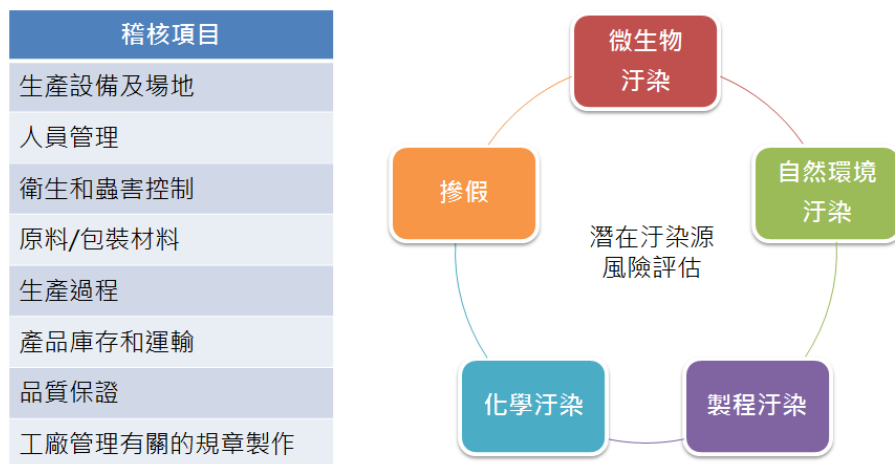 稽核項目
生產設備及場地
人員管理
衛生和蟲害控制
原料/包裝材料
生產過程
產品庫存和運輸
品質保證
工廠管理有關的規章製作
微生物
汙染
自然環境
汙染
製程汙染
化學汙染
摻假
潛在汙染源
風險評估